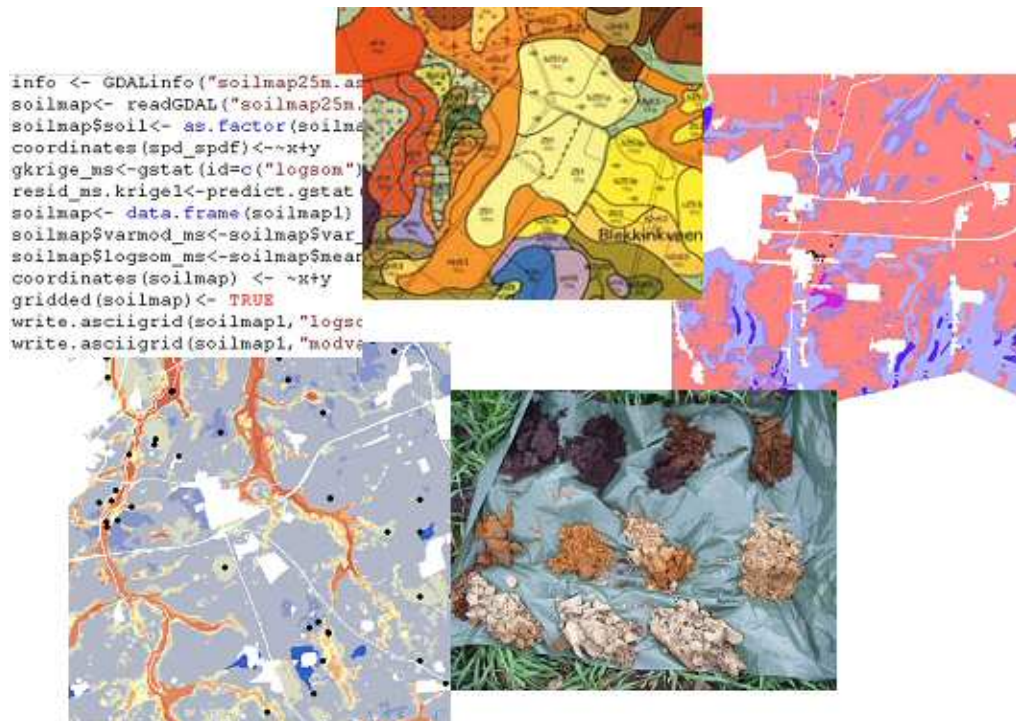 info <- GDALinfo("soilmap25m.as
soilmap<- readGDAL("soilmap25m.
soilmap$soil<- as.factor(soilma
coordinates(spd_spdf)<-~x+y
gkrige_ms<-gstat(id=c("logsom")
resid_ms.krige1<-predict.gstat(
soilmap<- data.frame(soilmap1)
soilmap$varmod_ms<-soilmap$var_
soilmap$logsom_ms<-soilmap$mean
coordinates(soilmap) <- ~x+y
gridded(soilmap)<- TRUE
write.asciigrid(soilmap1,"logso
write.asciigrid(soilmap1,"modva
Blekkinkveen